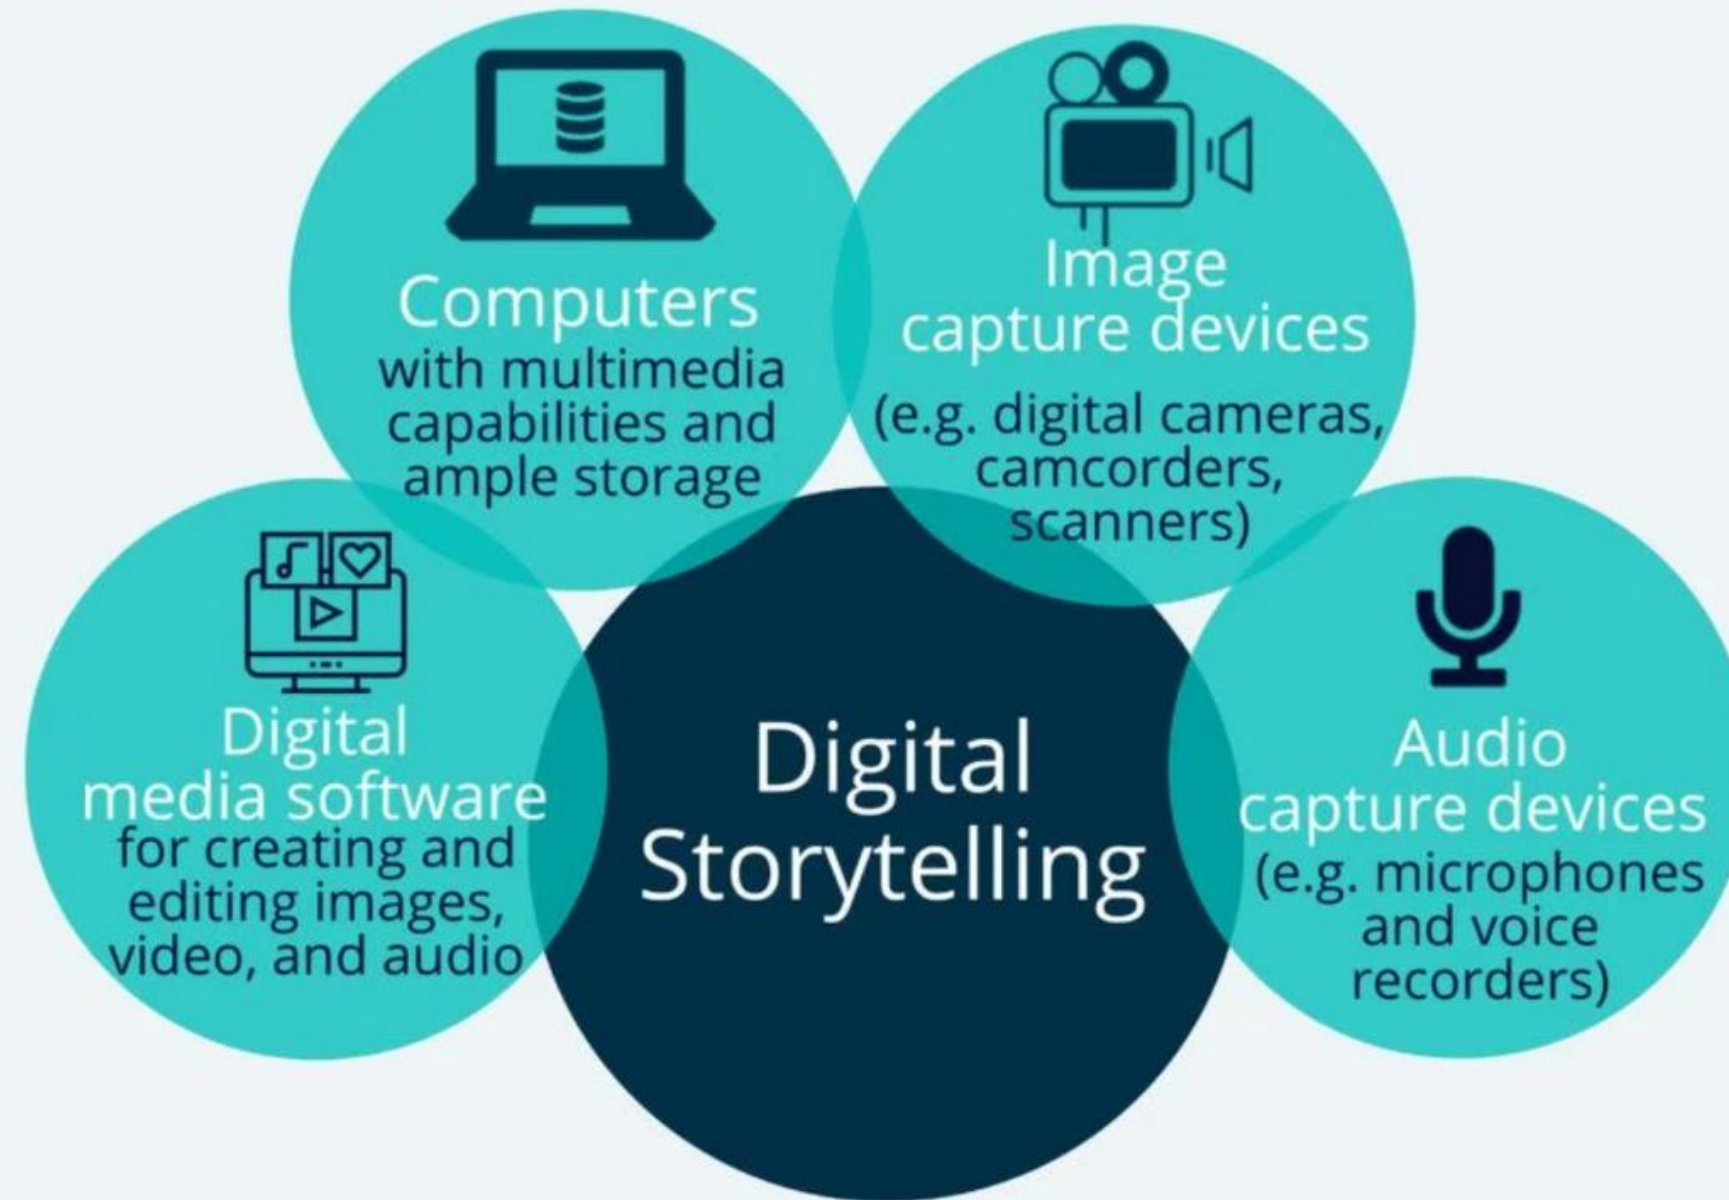 Computers
with multimedia
capabilities and
ample storage
Image
capture devices
(e.g. digital cameras,
camcorders,
scanners)
Digital
media software
for creating and
editing images,
video, and audio
Digital
Storytelling
Audio
capture devices
(e.g. microphones
and voice
recorders)